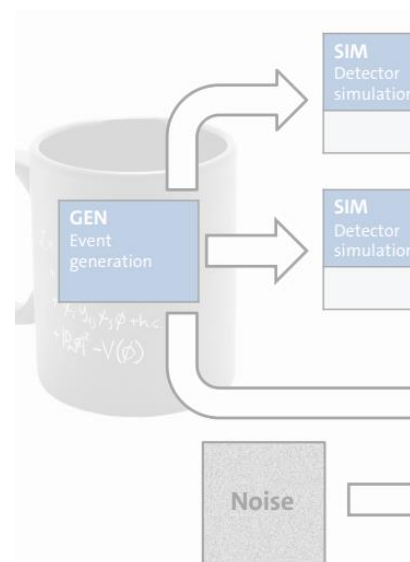 SIM
Detector
simulation
SIM
Detector
simulation
GEN
Event
generation
+ h.c.
-V(φ)
Noise